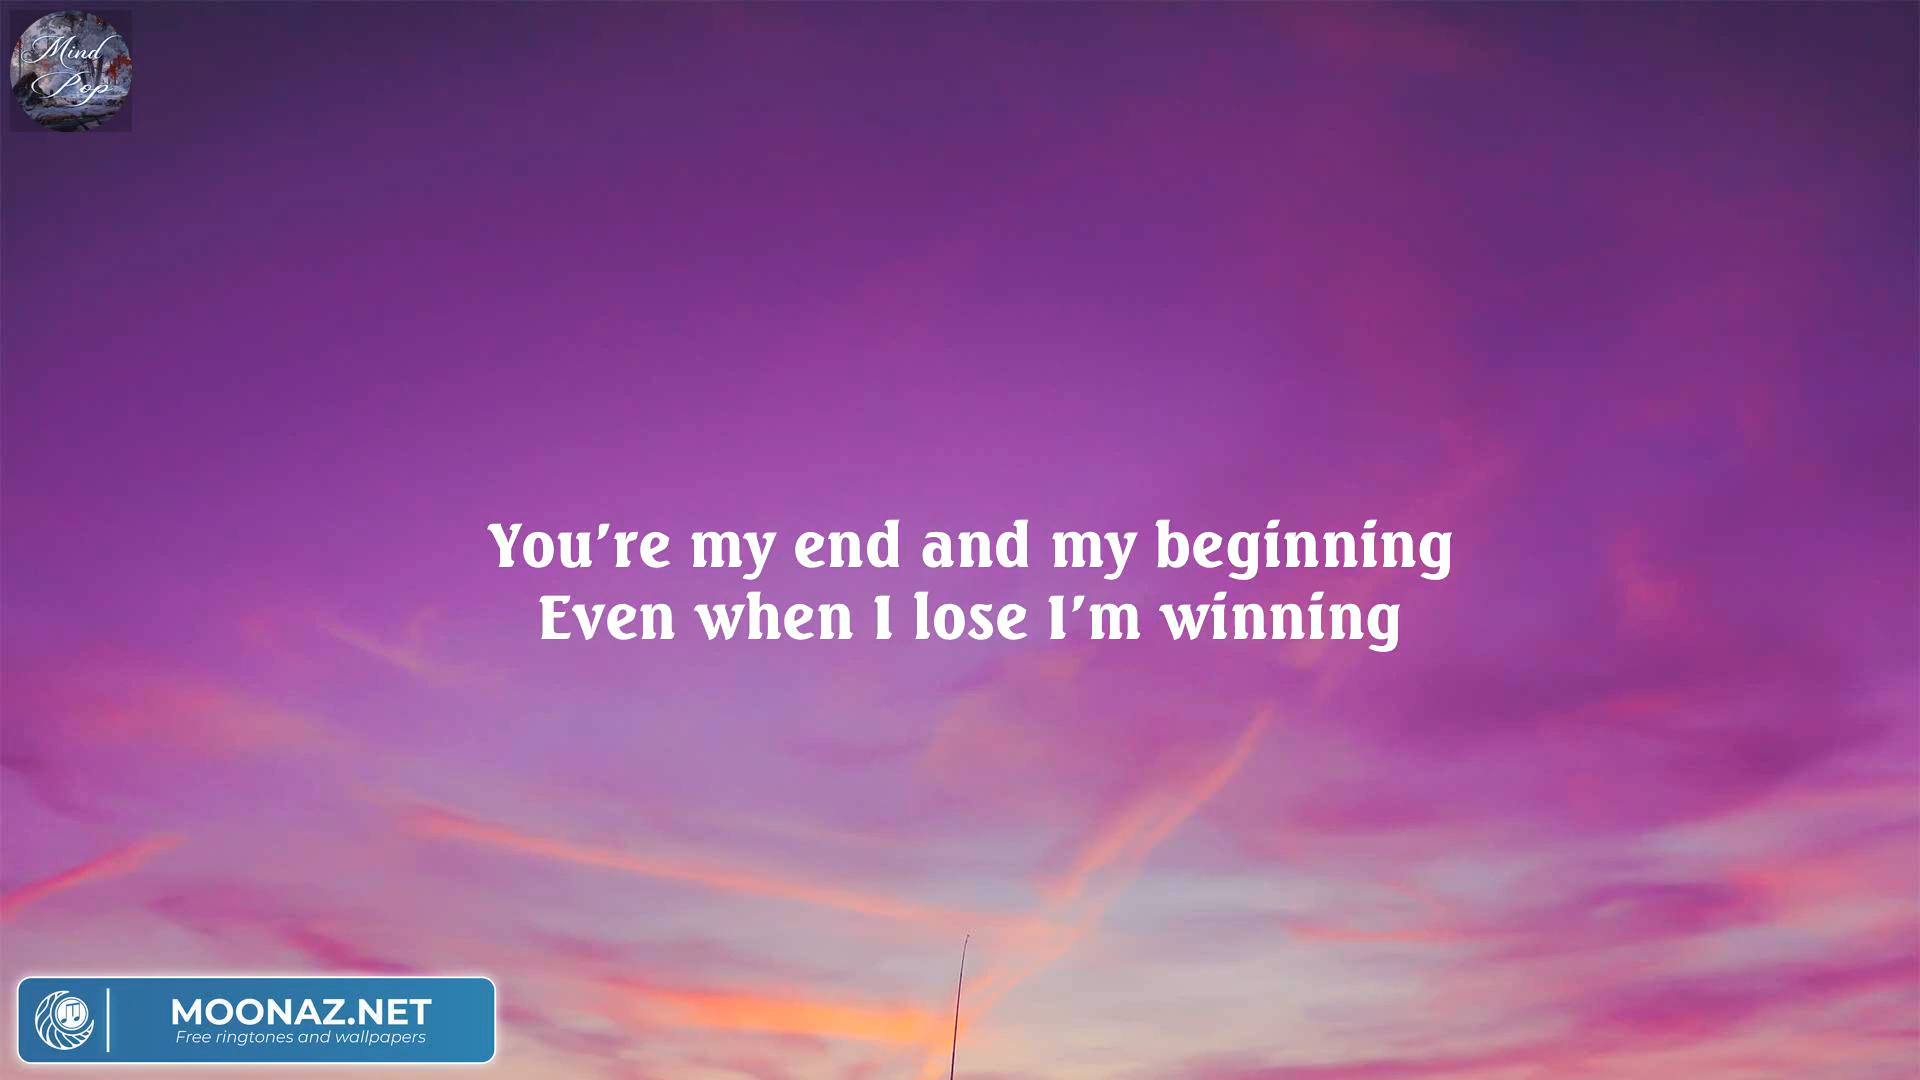 Mind
Pop
You're my end and my beginning
Even when I lose I'm winning
MOONAZ.NET
Free ringtones and wallpapers